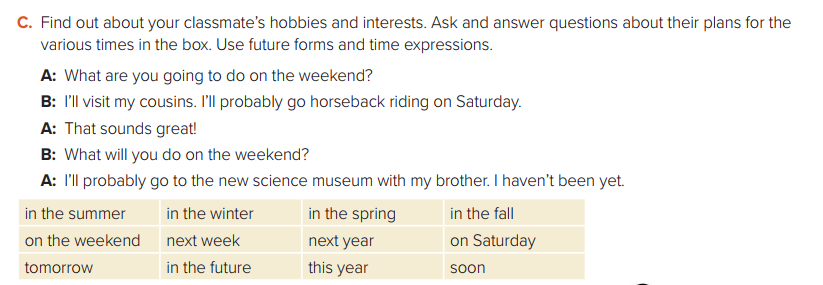 C. Find out about your classmate's hobbies and interests. Ask and answer questions about their plans for the
various times in the box. Use future forms and time expressions.
A: What are you going to do on the weekend?
B: I'll visit my cousins. I'll probably go horseback riding on Saturday.
A: That sounds great!
B: What will you do on the weekend?
A: I'll probably go to the new science museum with my brother. I haven't been yet.
in the summer in the winter in the spring in the fall
on the weekend next week next year on Saturday
tomorrow in the future this year soon